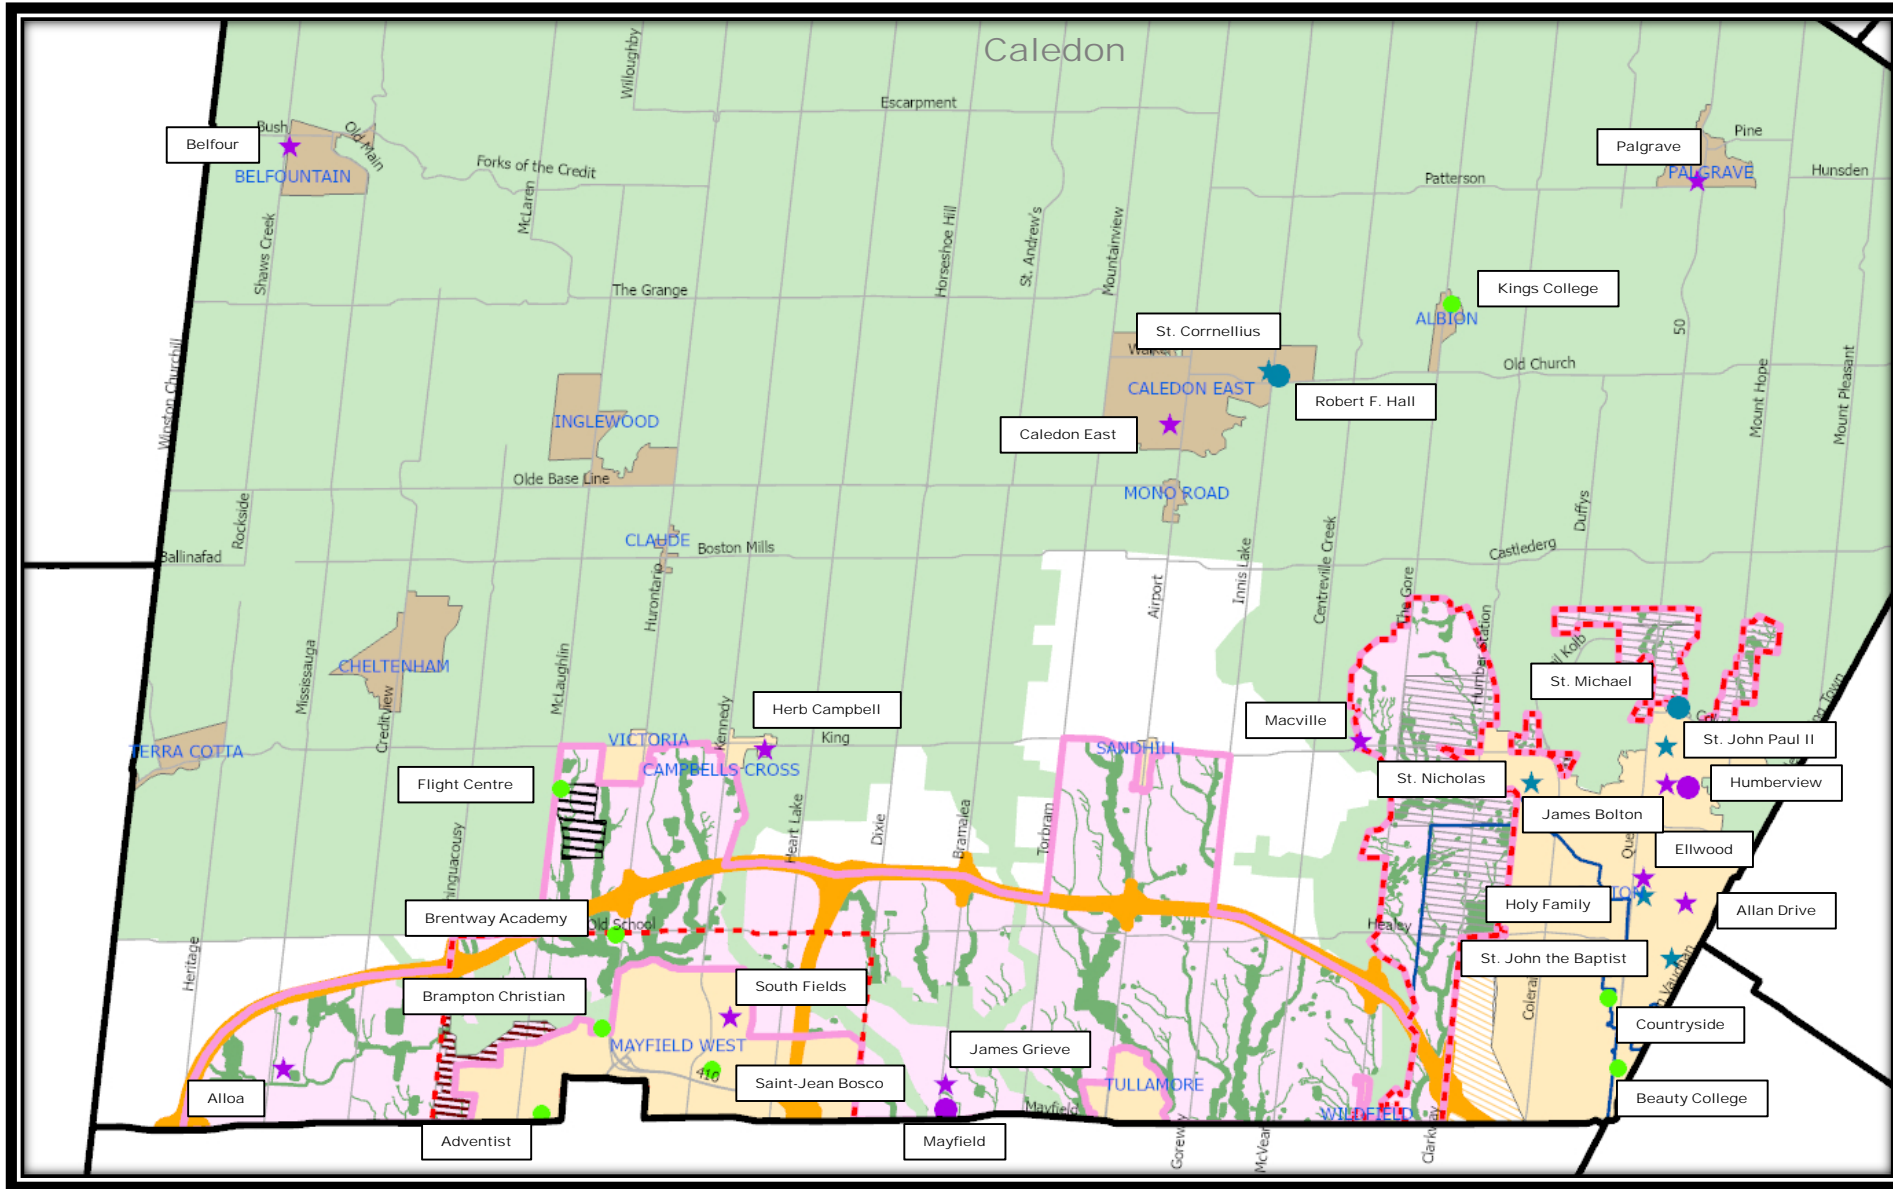 Caledon
Willoughby
Escarpment
Bush
Old Main
Belfour
BELFOUNTAIN
Forks of the Credit
McLaren
Shaws Creek
Pine
Palgrave
PALGRAVE
Hunsden
Patterson
Horseshoe Hill
St. Andrew's
Mountainview
The Grange
Kings College
ALBION
50
St. Corrnellius
Walker
Old Church
CALEDON EAST
Robert F. Hall
Caledon East
Winston Churchill
INGLEWOOD
Olde Base Line
MONO ROAD
Mount Hope
Mount Pleasant
Rockside
Ballinafad
CLAUDE
Boston Mills
Hurontario
Duffys
Castlederg
Centreville Creek
Innis Lake
Airport
The Gore
Humber Station
Mississauga
CHELTENHAM
Creditview
McLaughlin
Kennedy
Herb Campbell
King
VICTORIA
CAMPBELLS CROSS
TERRA COTTA
SANDHILL
Macville
St. Michael
St. John Paul II
St. Nicholas
Humberview
James Bolton
Ellwood
Flight Centre
Heart Lake
Dixie
Bramalea
Torbram
Brentway Academy
Old School
Healey
Holy Family
Allan Drive
St. John the Baptist
Heritage
Brampton Christian
South Fields
MAYFIELD WEST
James Grieve
Countryside
410
Saint-Jean Bosco
TULLAMORE
Alloa
Mayfield
WILDFIELD
Beauty College
Adventist
Mayfield